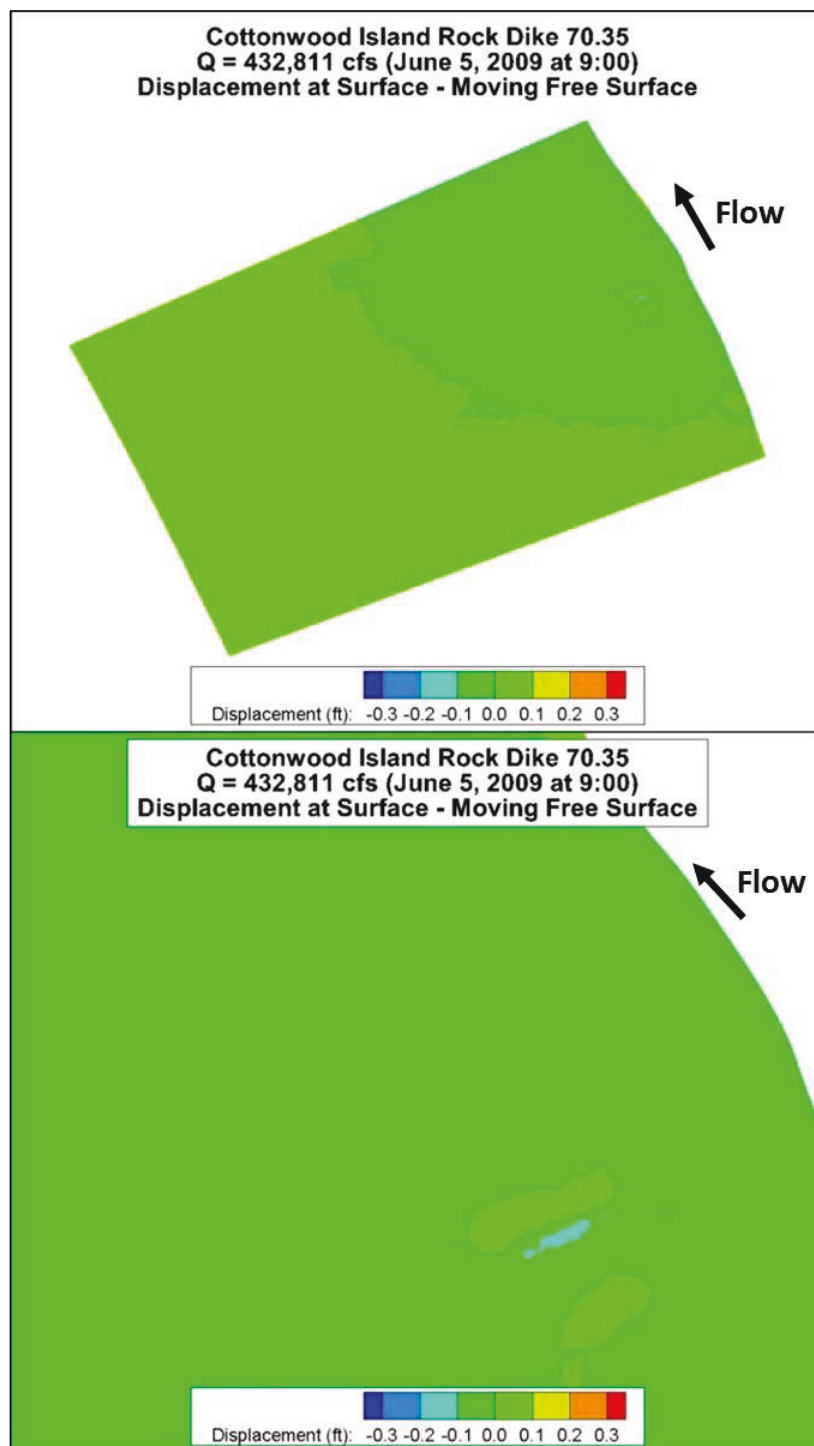 Cottonwood Island Rock Dike 70.35
Q = 432,811 cfs (June 5, 2009 at 9:00)
Displacement at Surface - Moving Free Surface
Flow
Displacement (ft): -0.3 -0.2 -0.1 0.0 0.1 0.2 0.3
Cottonwood Island Rock Dike 70.35
Q = 432,811 cfs (June 5, 2009 at 9:00)
Displacement at Surface - Moving Free Surface
Flow
Displacement (ft): -0.3 -0.2 -0.1 0.0 0.1 0.2 0.3